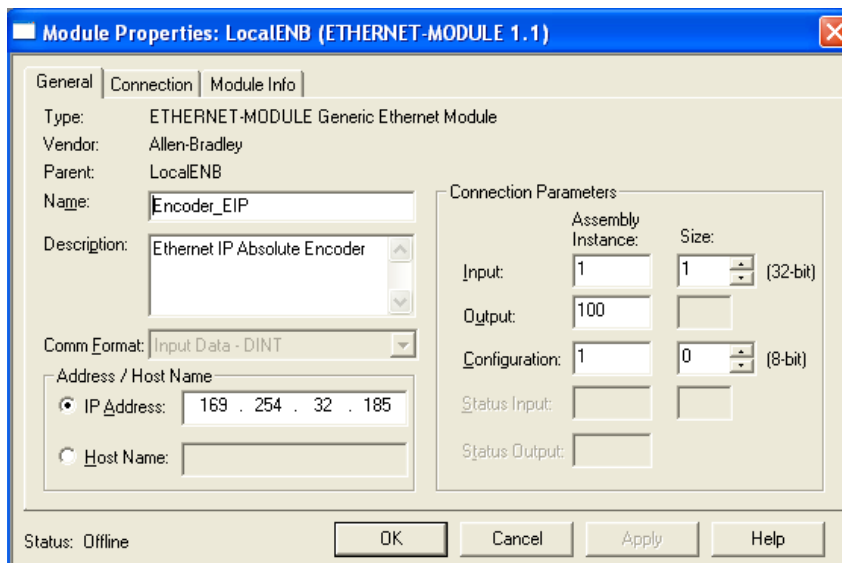 Module Properties: LocalENB (ETHERNET-MODULE 1.1)
General
Connection
Module Info
Type: ETHERNET-MODULE Generic Ethernet Module
Vendor: Allen-Bradley
Parent: LocalENB
Name: Encoder_EIP
Description: Ethernet IP Absolute Encoder
Comm Format: Input Data - DINT
Address / Host Name
IP Address: 169 . 254 . 32 . 185
Host Name:
Connection Parameters
Assembly
Instance:
Size:
Input: 1 1 (32-bit)
Output: 100
Configuration: 1 0 (8-bit)
Status Input:
Status Output:
Status: Offline
OK
Cancel
Apply
Help